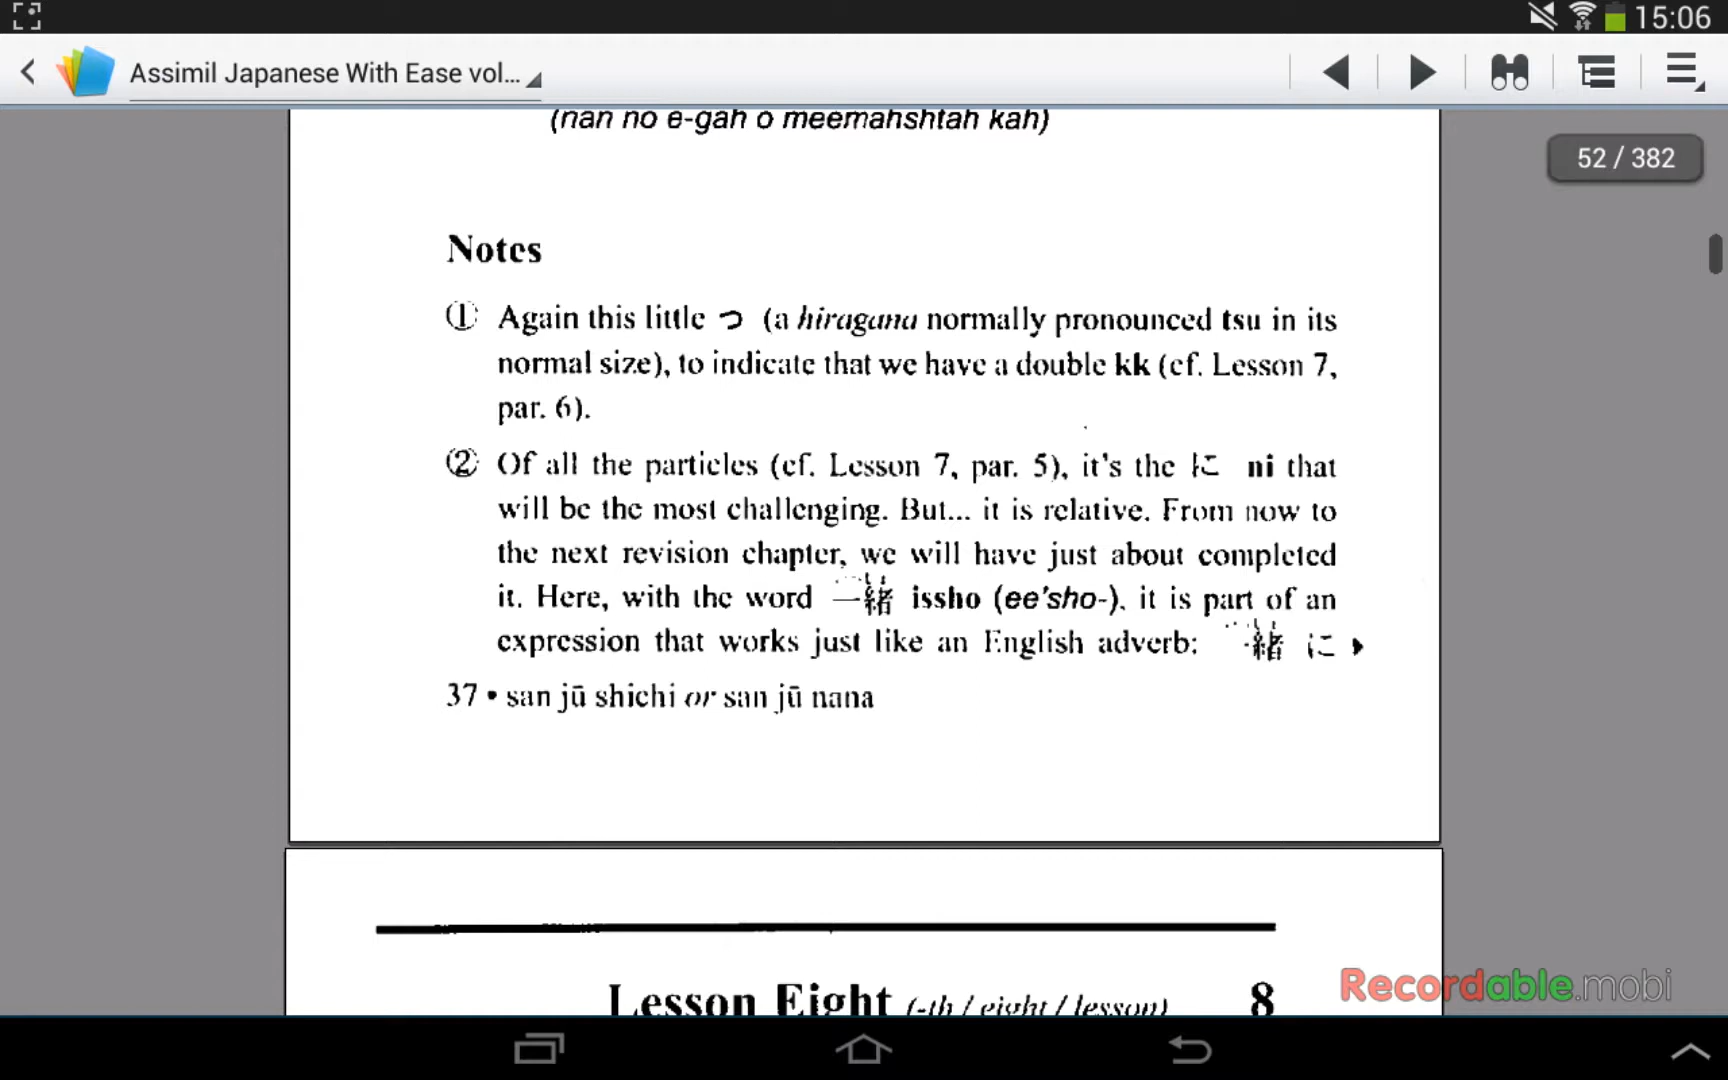 15:06
Assimil Japanese With Ease vol...
(nan no e-gah o meemahshtah kah)
52 / 382
Notes
① Again this little っ (a hiragana normally pronounced tsu in its
normal size), to indicate that we have a double kk (cf. Lesson 7,
par. 6).
② Of all the particles (cf. Lesson 7, par. 5), it's the に ni that
will be the most challenging. But... it is relative. From now to
the next revision chapter, we will have just about completed
it. Here, with the word 一緒 issho (ee'sho-), it is part of an
expression that works just like an English adverb: 一緒 に
37 • san jū shichi or san jū nana
Lesson Eight (-th / eight / lesson) 8
Recordable.mobi